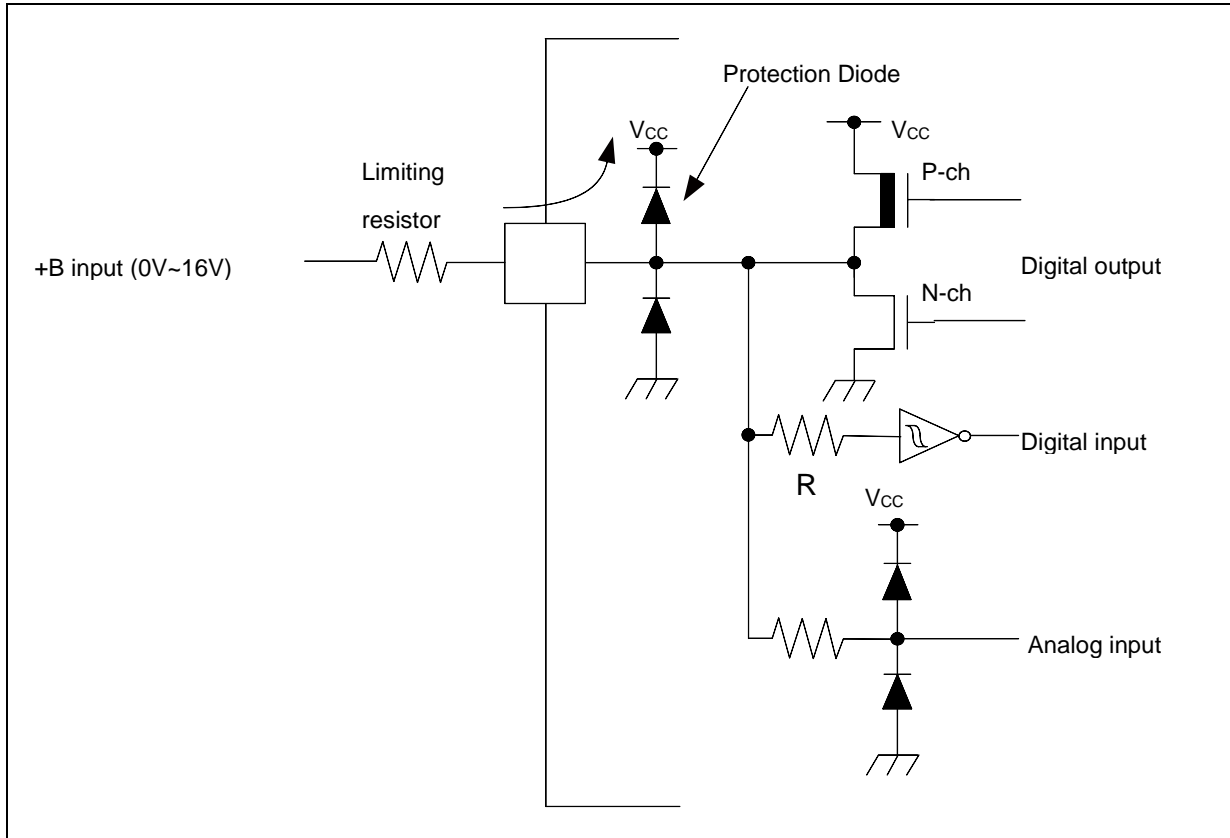 Protection Diode
VCC
VCC
Limiting
resistor
P-ch
+B input (0V~16V)
Digital output
N-ch
Digital input
R
VCC
Analog input